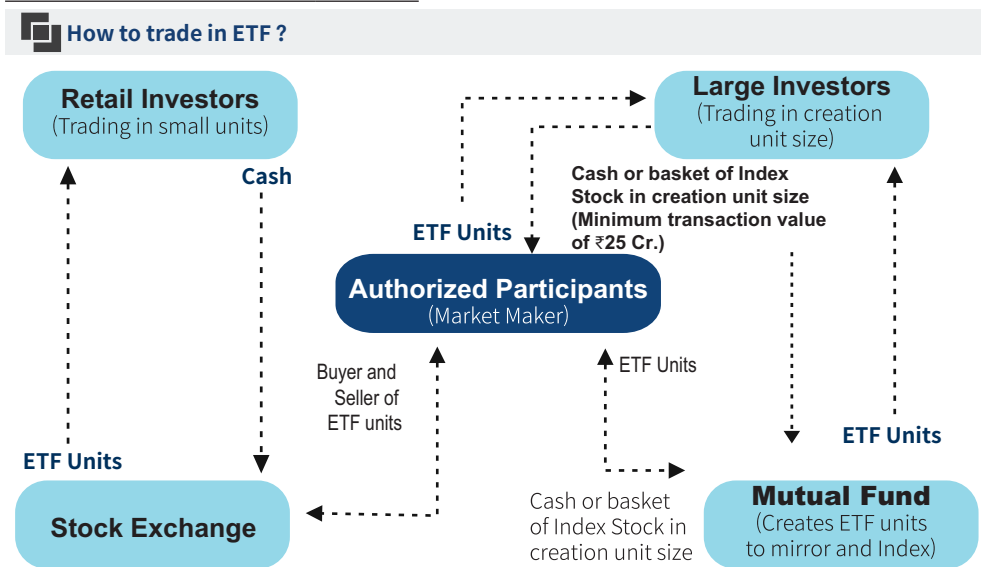 How to trade in ETF ?
Retail Investors
(Trading in small units)
Large Investors
(Trading in creation
unit size)
Cash
Cash or basket of Index
Stock in creation unit size
(Minimum transaction value
of ₹25 Cr.)
ETF Units
Authorized Participants
(Market Maker)
Buyer and
Seller of
ETF units
ETF Units
ETF Units
ETF Units
Stock Exchange
Cash or basket
of Index Stock in
creation unit size
Mutual Fund
(Creates ETF units
to mirror and Index)